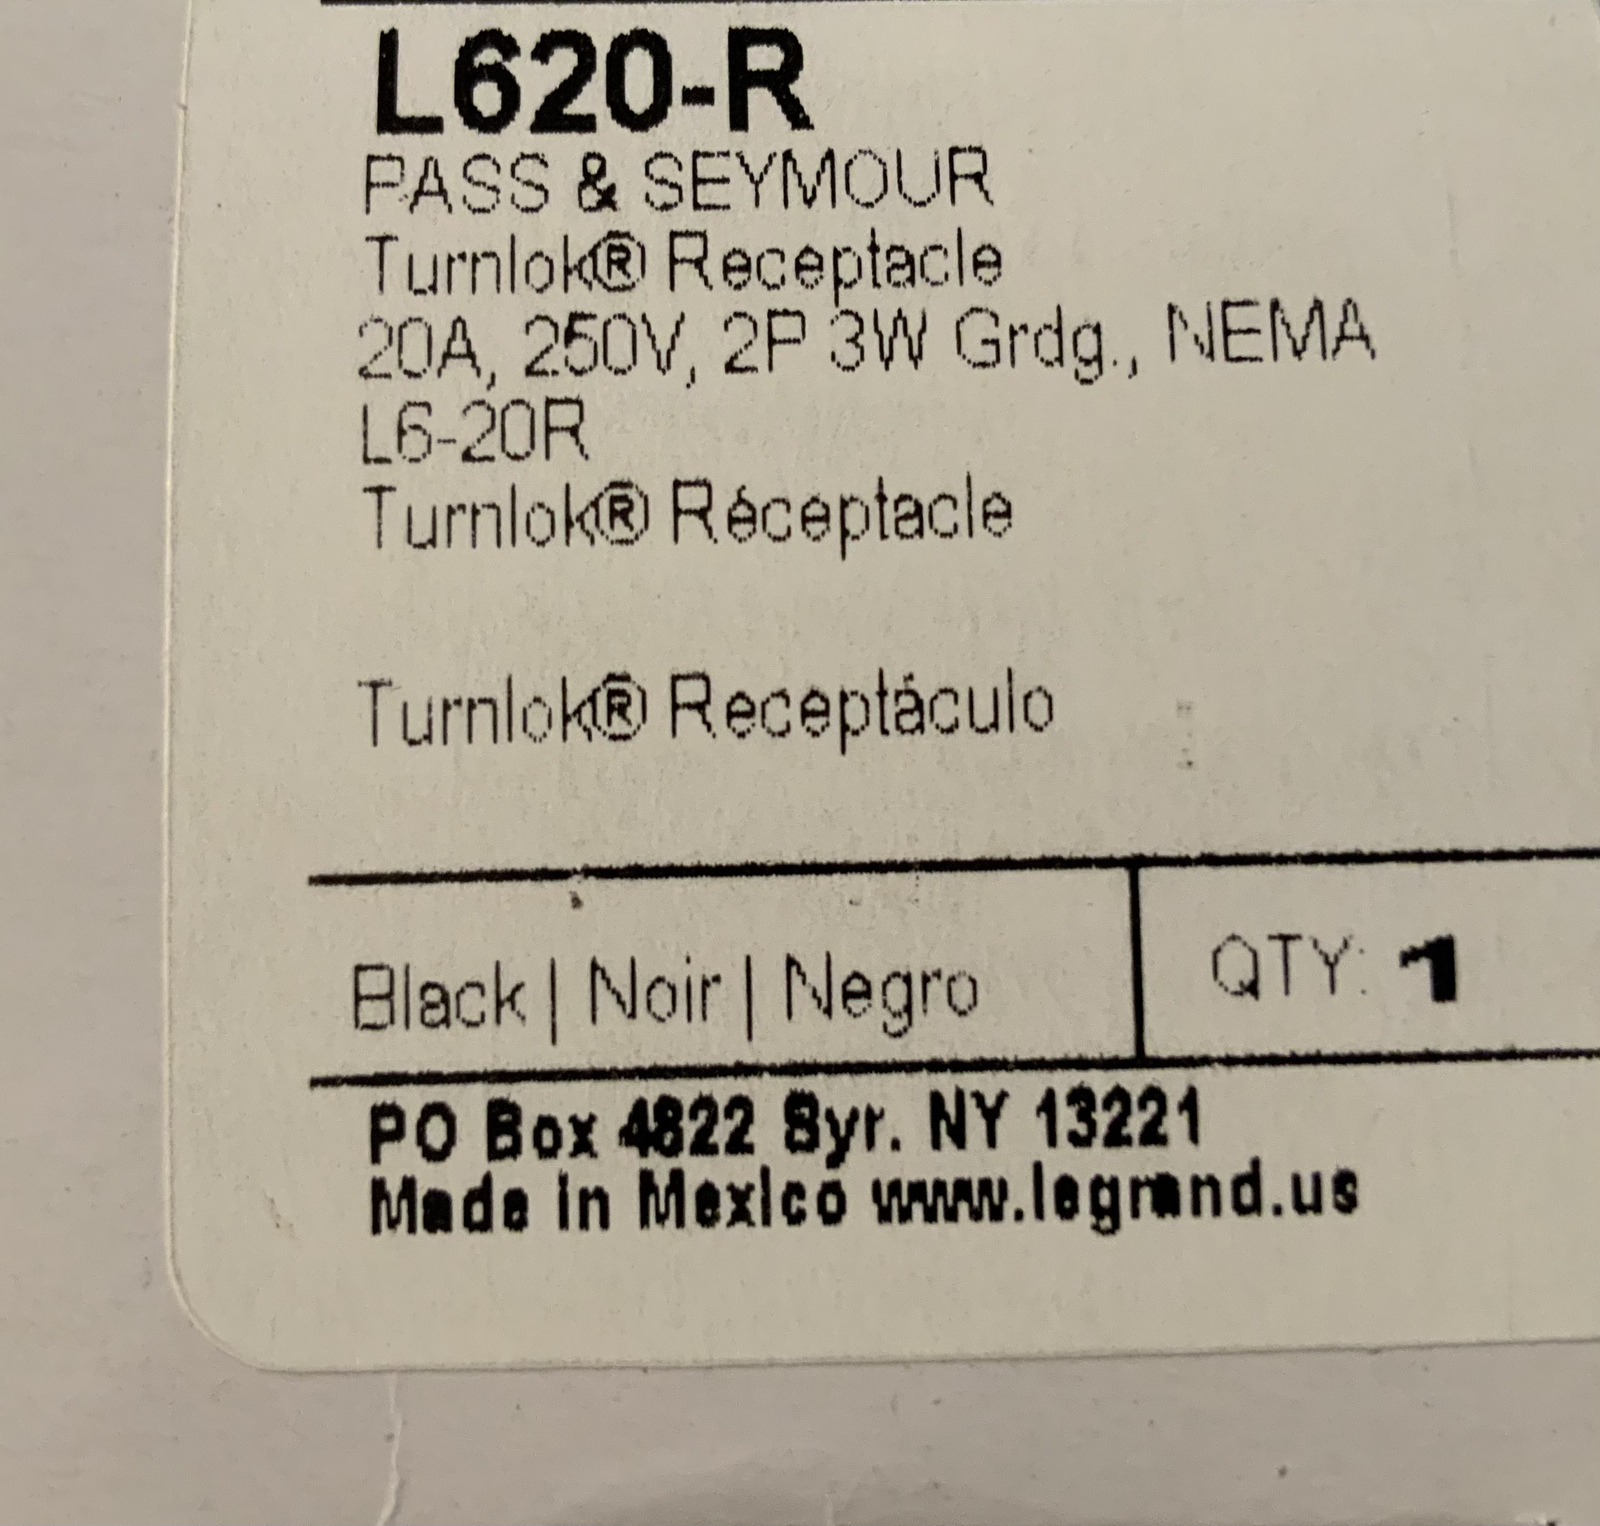 L620-R
PASS & SEYMOUR
Turnlok® Receptacle
20A, 250V, 2P 3W Grdg., NEMA
L6-20R
Turnlok® Réceptacle
Turnlok® Receptáculo
Black | Noir | Negro
QTY: 1
PO Box 4822 Syr. NY 13221
Made in Mexico www.legrand.us